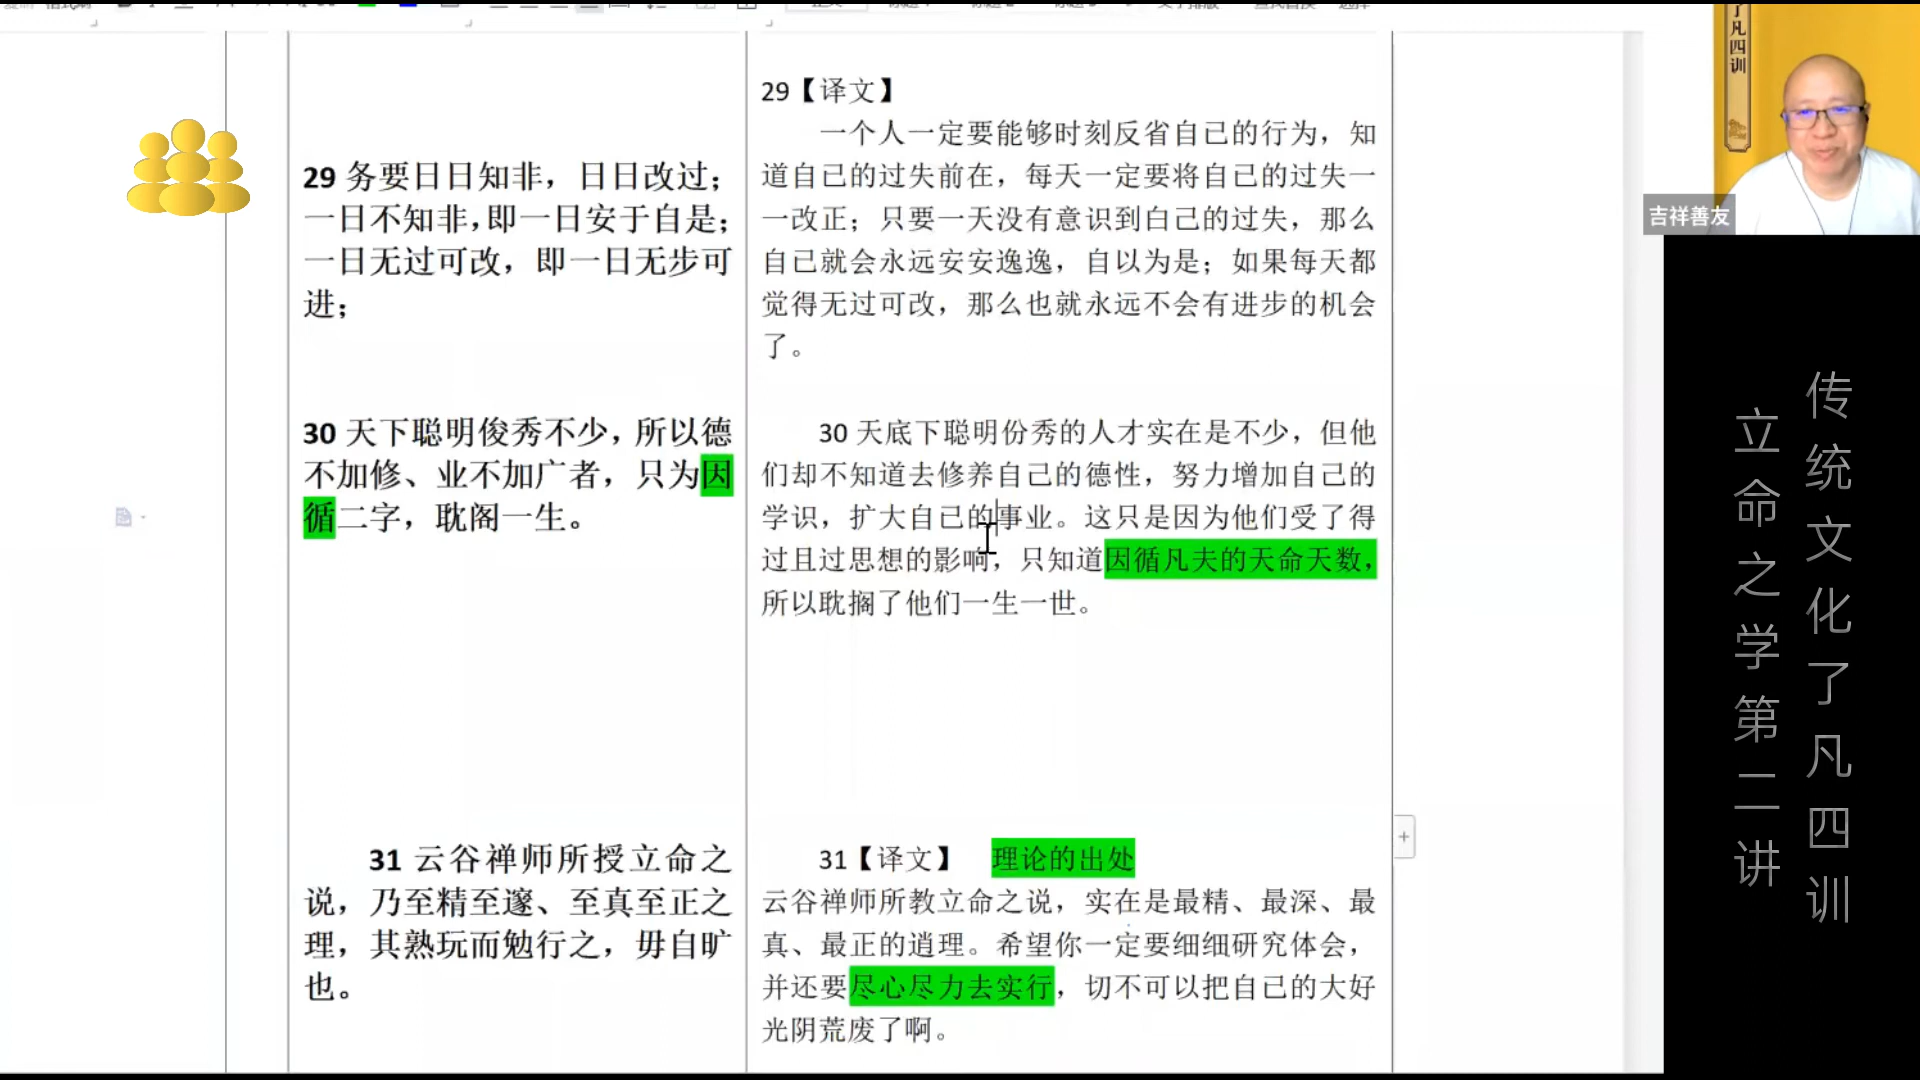 29 务要日日知非，日日改过；
一日不知非，即一日安于自是；
一日无过可改，即一日无步可
进；
30 天下聪明俊秀不少，所以德
不加修、业不加广者，只为因
循二字，耽阁一生。
31 云谷禅师所授立命之
说，乃至精至邃、至真至正之
理，其熟玩而勉行之，毋自旷
也。
29【译文】
一个人一定要能够时刻反省自己的行为，知
道自己的过失前在，每天一定要将自己的过失一
一改正；只要一天没有意识到白己的过失，那么
自已就会永远安安逸逸，自以为是；如果每天都
觉得无过可改，那么也就永远不会有进步的机会
了。
30 天底下聪明份秀的人才实在是不少，但他
们却不知道去修养自己的德性，努力增加自己的
学识，扩大自己的事业。这只是因为他们受了得
过且过思想的影响，只知道因循凡夫的天命天数，
所以耽搁了他们一生一世。
31【译文】 理论的出处
云谷禅师所教立命之说，实在是最精、最深、最
真、最正的逍理。希望你一定要细细研究体会，
并还要尽心尽力去实行，切不可以把自己的大好
光阴荒废了啊。
了凡四训
吉祥善友
传统文化了凡四训
立命之学第二讲